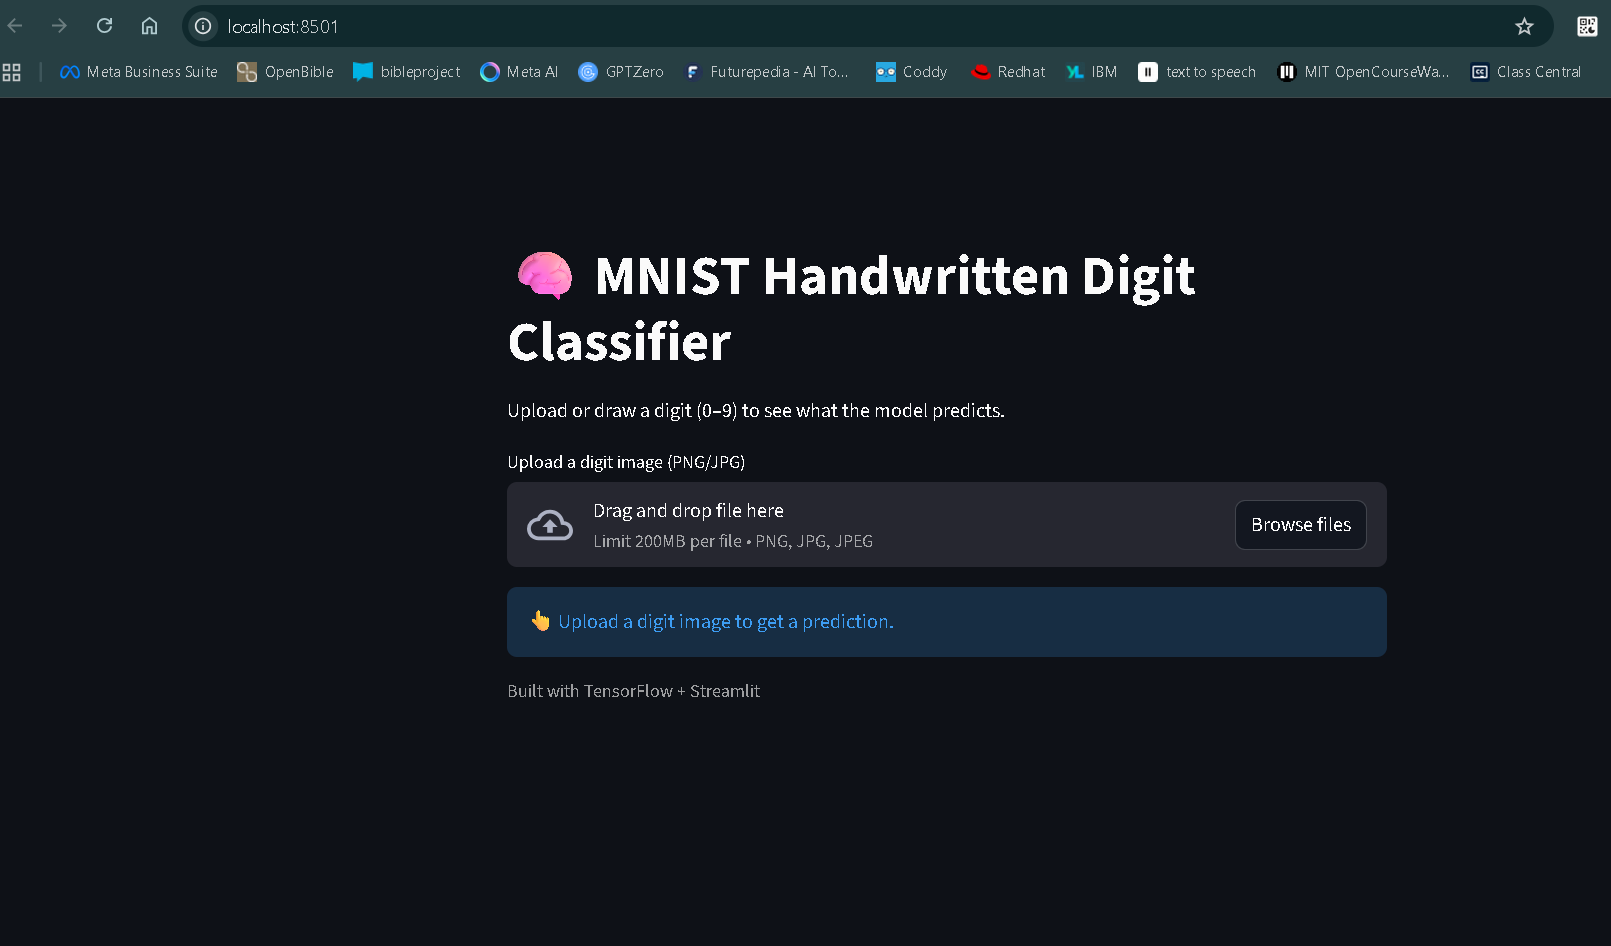 localhost:8501
Meta Business Suite OpenBible bibleproject Meta AI GPTZero Futurepedia - AI To... Coddy Redhat IBM text to speech MIT OpenCourseWa... Class Central
🧠 MNIST Handwritten Digit
Classifier
Upload or draw a digit (0–9) to see what the model predicts.
Upload a digit image (PNG/JPG)
Drag and drop file here
Limit 200MB per file • PNG, JPG, JPEG
Browse files
👆 Upload a digit image to get a prediction.
Built with TensorFlow + Streamlit